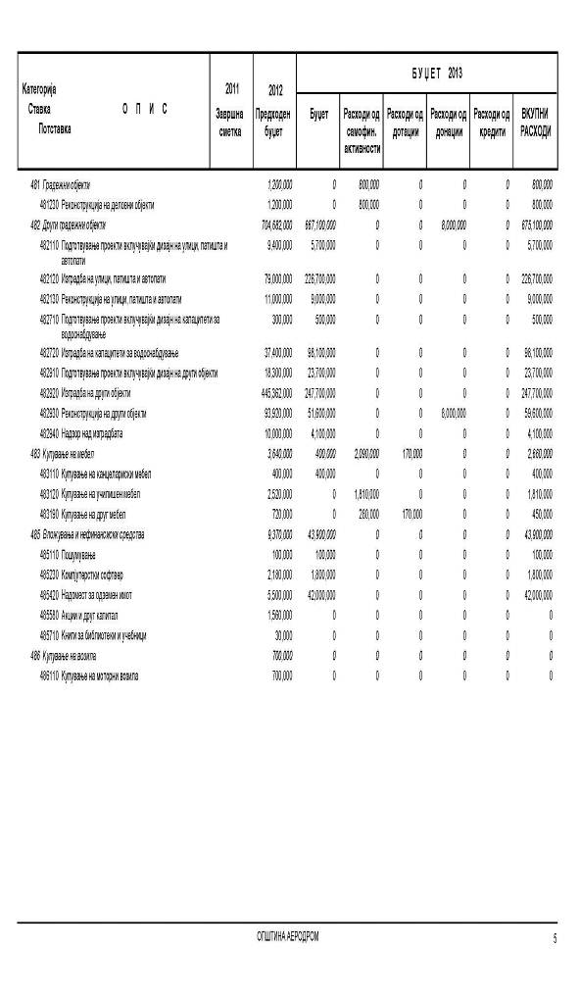 Категорија
Ставка
Потставка
О П И С
2011
Завршна
сметка
2012
Предходен
буџет
Б У Џ Е Т 2013
Буџет
Расходи од
самофин.
активности
Расходи од
дотации
Расходи од
донации
Расходи од
кредити
ВКУПНИ
РАСХОДИ
481 Градежни објекти 1,200,000 0 800,000 0 0 0 800,000
481230 Реконструкција на деловни објекти 1,200,000 0 800,000 0 0 0 800,000
482 Други градежни објекти 704,682,000 667,100,000 0 0 8,000,000 0 675,100,000
482110 Подготвување проекти вклучувајќи дизајн на улици, патишта и 9,400,000 5,700,000 0 0 0 0 5,700,000
автопати
482120 Изградба на улици, патишта и автопати 79,000,000 226,700,000 0 0 0 0 226,700,000
482130 Реконструкција на улици, патишта и автопати 11,000,000 9,000,000 0 0 0 0 9,000,000
482710 Подготвување проекти вклучувајќи дизајн на капацитети за 300,000 500,000 0 0 0 0 500,000
водоснабдување
482720 Изградба на капацитети за водоснабдување 37,400,000 98,100,000 0 0 0 0 98,100,000
482910 Подготвување проекти вклучувајќи дизајн на други објекти 18,300,000 23,700,000 0 0 0 0 23,700,000
482920 Изградба на други објекти 445,362,000 247,700,000 0 0 0 0 247,700,000
482930 Реконструкција на други објекти 93,920,000 51,600,000 0 0 8,000,000 0 59,600,000
482940 Надзор над изградбата 10,000,000 4,100,000 0 0 0 0 4,100,000
483 Купување на мебел 3,640,000 400,000 2,090,000 170,000 0 0 2,660,000
483110 Купување на канцелариски мебел 400,000 400,000 0 0 0 0 400,000
483120 Купување на училишен мебел 2,520,000 0 1,810,000 0 0 0 1,810,000
483190 Купување на друг мебел 720,000 0 280,000 170,000 0 0 450,000
485 Вложувања и нефинансиски средства 9,370,000 43,900,000 0 0 0 0 43,900,000
485110 Пошумување 100,000 100,000 0 0 0 0 100,000
485230 Компјутерстки софтвер 2,180,000 1,800,000 0 0 0 0 1,800,000
485420 Надомест за одземен имот 5,500,000 42,000,000 0 0 0 0 42,000,000
485580 Акции и друг капитал 1,560,000 0 0 0 0 0 0
485710 Книги за библиотеки и учебници 30,000 0 0 0 0 0 0
486 Купување на возила 700,000 0 0 0 0 0 0
486110 Купување на моторни возила 700,000 0 0 0 0 0 0
ОПШТИНА АЕРОДРОМ
5